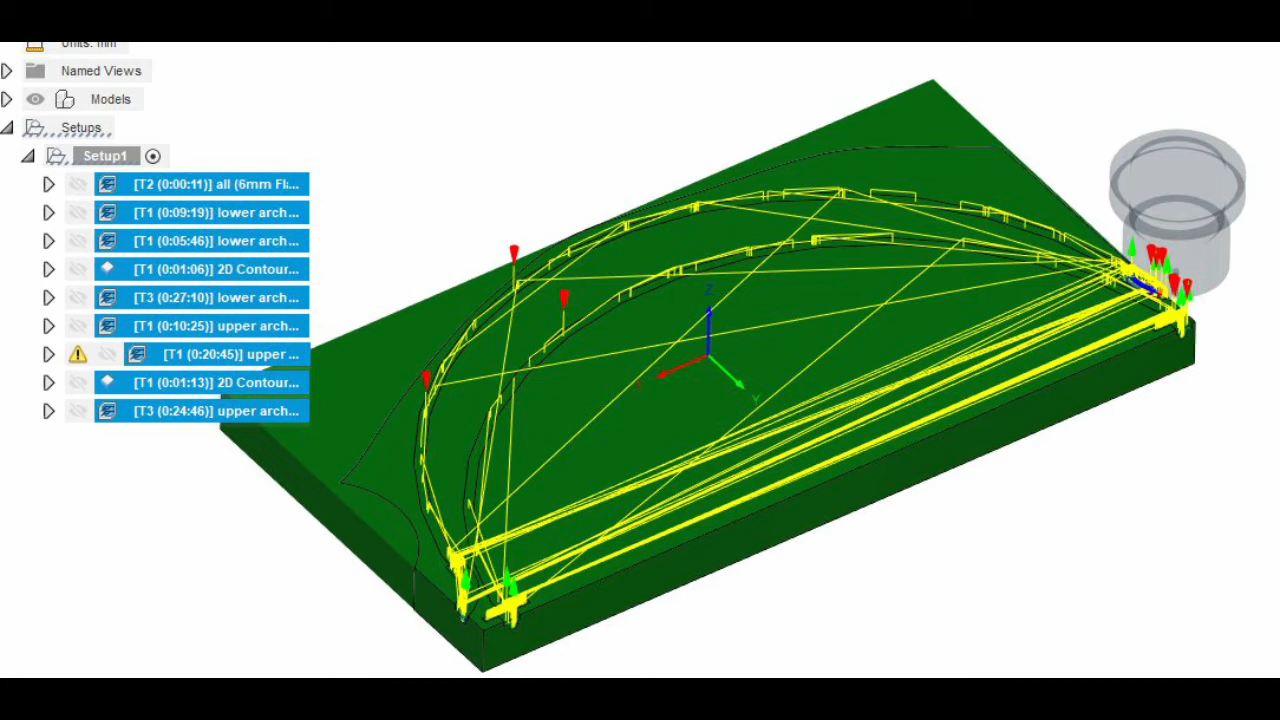 Units: mm
Named Views
Models
Setups
Setup1
[T2 (0:00:11)] all (6mm Fl...
[T1 (0:09:19)] lower arch...
[T1 (0:05:46)] lower arch...
[T1 (0:01:06)] 2D Contour...
[T3 (0:27:10)] lower arch...
[T1 (0:10:25)] upper arch...
[T1 (0:20:45)] upper ...
[T1 (0:01:13)] 2D Contour...
[T3 (0:24:46)] upper arch...
Z
X
Y